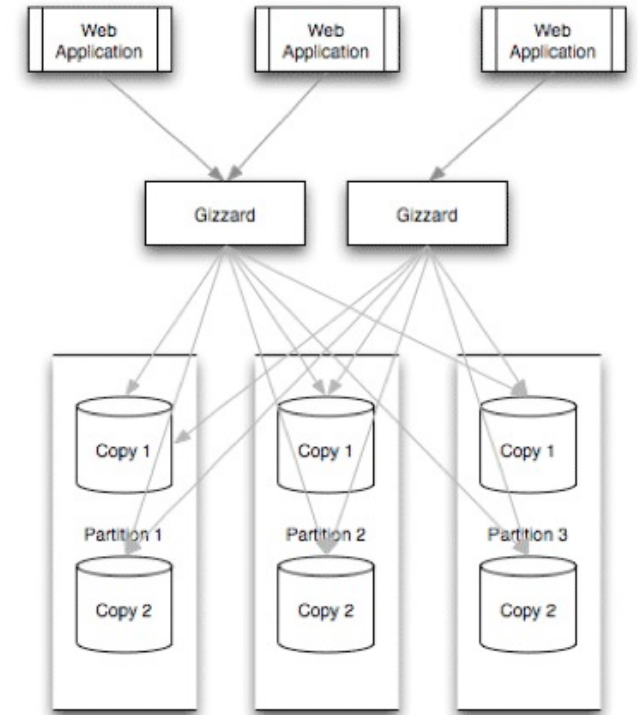 Web
Application
Web
Application
Web
Application
Gizzard
Gizzard
Copy 1
Copy 1
Copy 1
Partition 1
Partition 2
Partition 3
Copy 2
Copy 2
Copy 2